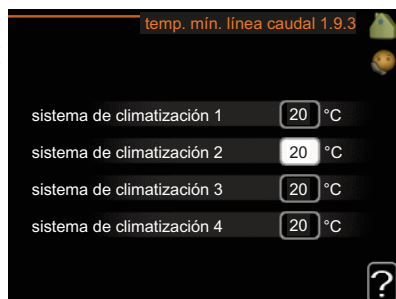 temp. mín. línea caudal 1.9.3
sistema de climatización 1 20 °C
sistema de climatización 2 20 °C
sistema de climatización 3 20 °C
sistema de climatización 4 20 °C
?